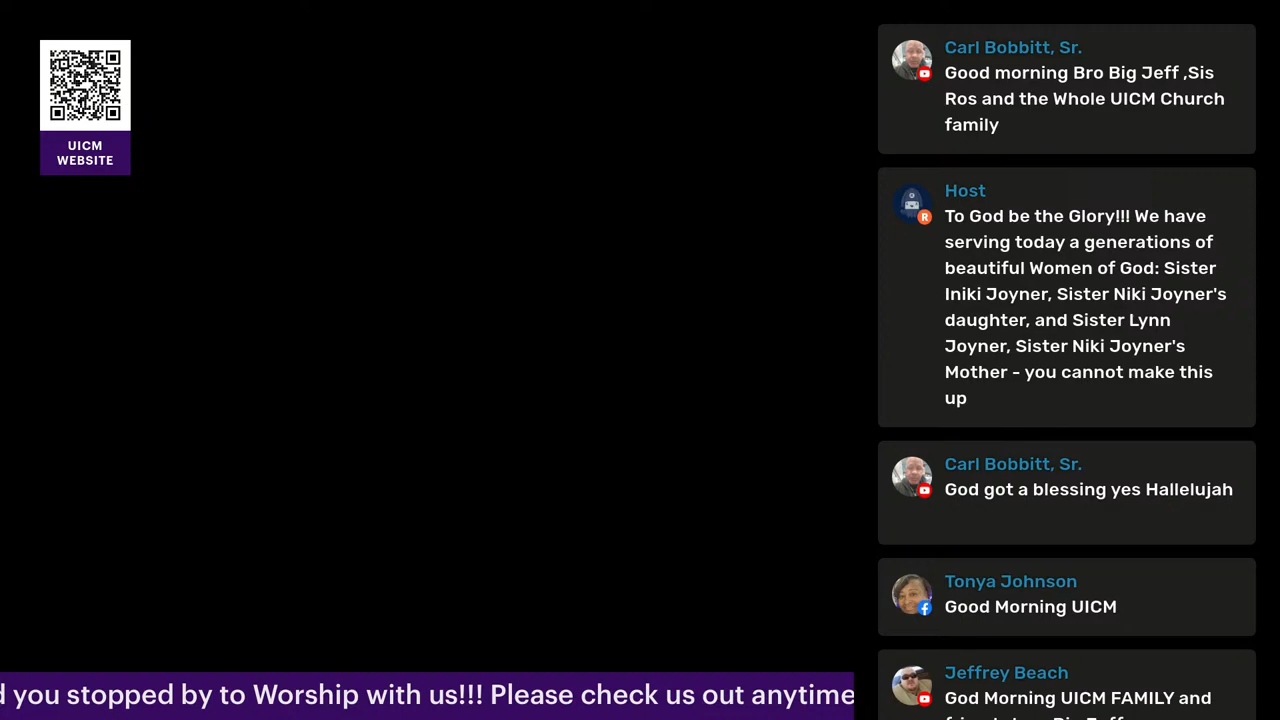 UICM
WEBSITE
Carl Bobbitt, Sr.
Good morning Bro Big Jeff ,Sis
Ros and the Whole UICM Church
family
Host
To God be the Glory!!! We have
serving today a generations of
beautiful Women of God: Sister
Iniki Joyner, Sister Niki Joyner's
daughter, and Sister Lynn
Joyner, Sister Niki Joyner's
Mother - you cannot make this
up
Carl Bobbitt, Sr.
God got a blessing yes Hallelujah
Tonya Johnson
Good Morning UICM
Jeffrey Beach
God Morning UICM FAMILY and
you stopped by to Worship with us!!! Please check us out anytime